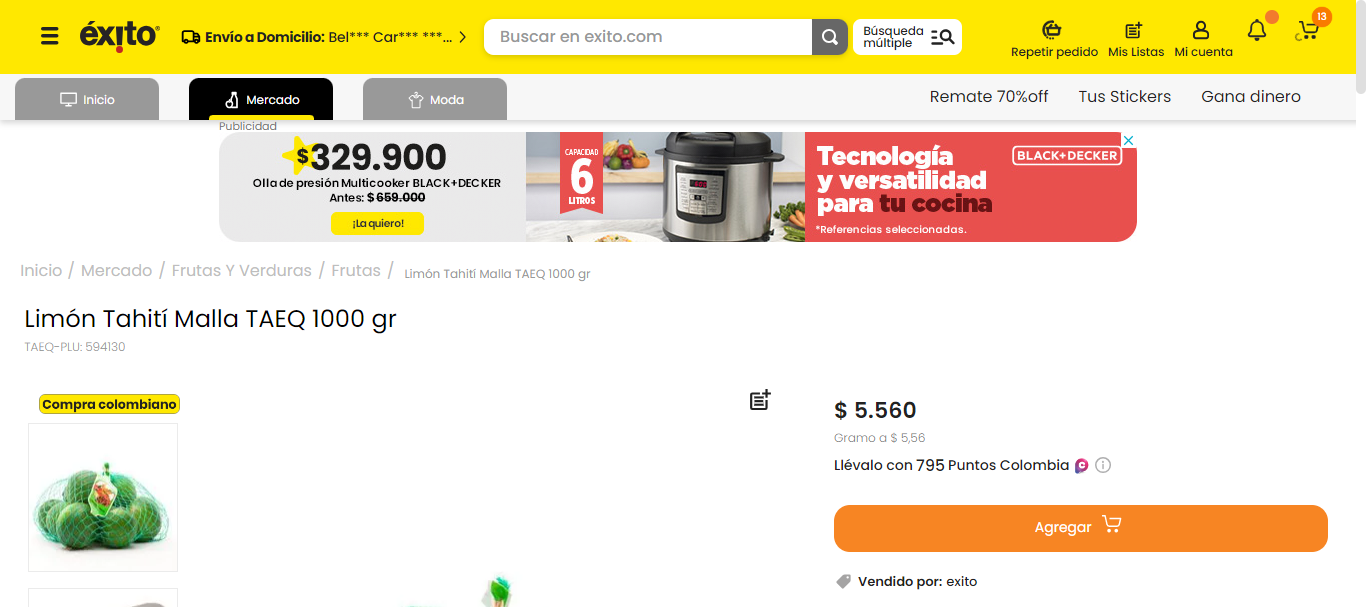 éxito
Envío a Domicilio: Bel*** Car*** ***...
Buscar en exito.com
Búsqueda
múltiple
Repetir pedido
Mis Listas
Mi cuenta
13
Inicio
Mercado
Moda
Remate 70%off
Tus Stickers
Gana dinero
Publicidad
$329.900
Olla de presión Multicooker BLACK+DECKER
Antes: $ 659.000
¡La quiero!
CAPACIDAD
6
LITROS
Tecnología
y versatilidad
para tu cocina
*Referencias seleccionadas.
BLACK+DECKER
Inicio / Mercado / Frutas Y Verduras / Frutas / Limón Tahití Malla TAEQ 1000 gr
Limón Tahití Malla TAEQ 1000 gr
TAEQ-PLU: 594130
Compra colombiano
$ 5.560
Gramo a $ 5,56
Llévalo con 795 Puntos Colombia
Agregar
Vendido por: exito